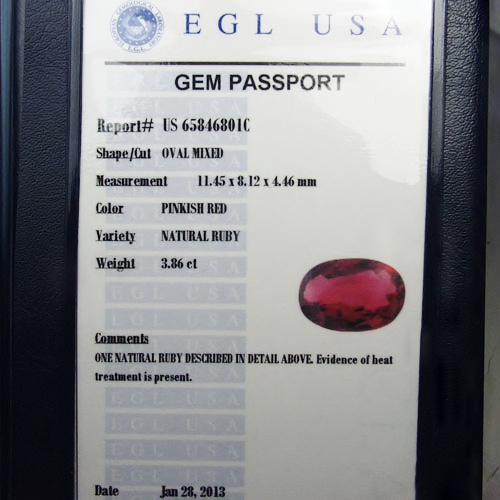 EGL USA
GEM PASSPORT
Report# US 65846801C
Shape/Cut OVAL MIXED
Measurement 11.45 x 8.12 x 4.46 mm
Color PINKISH RED
Variety NATURAL RUBY
Weight 3.86 ct
Comments
ONE NATURAL RUBY DESCRIBED IN DETAIL ABOVE. Evidence of heat
treatment is present.
Date Jan 28, 2013